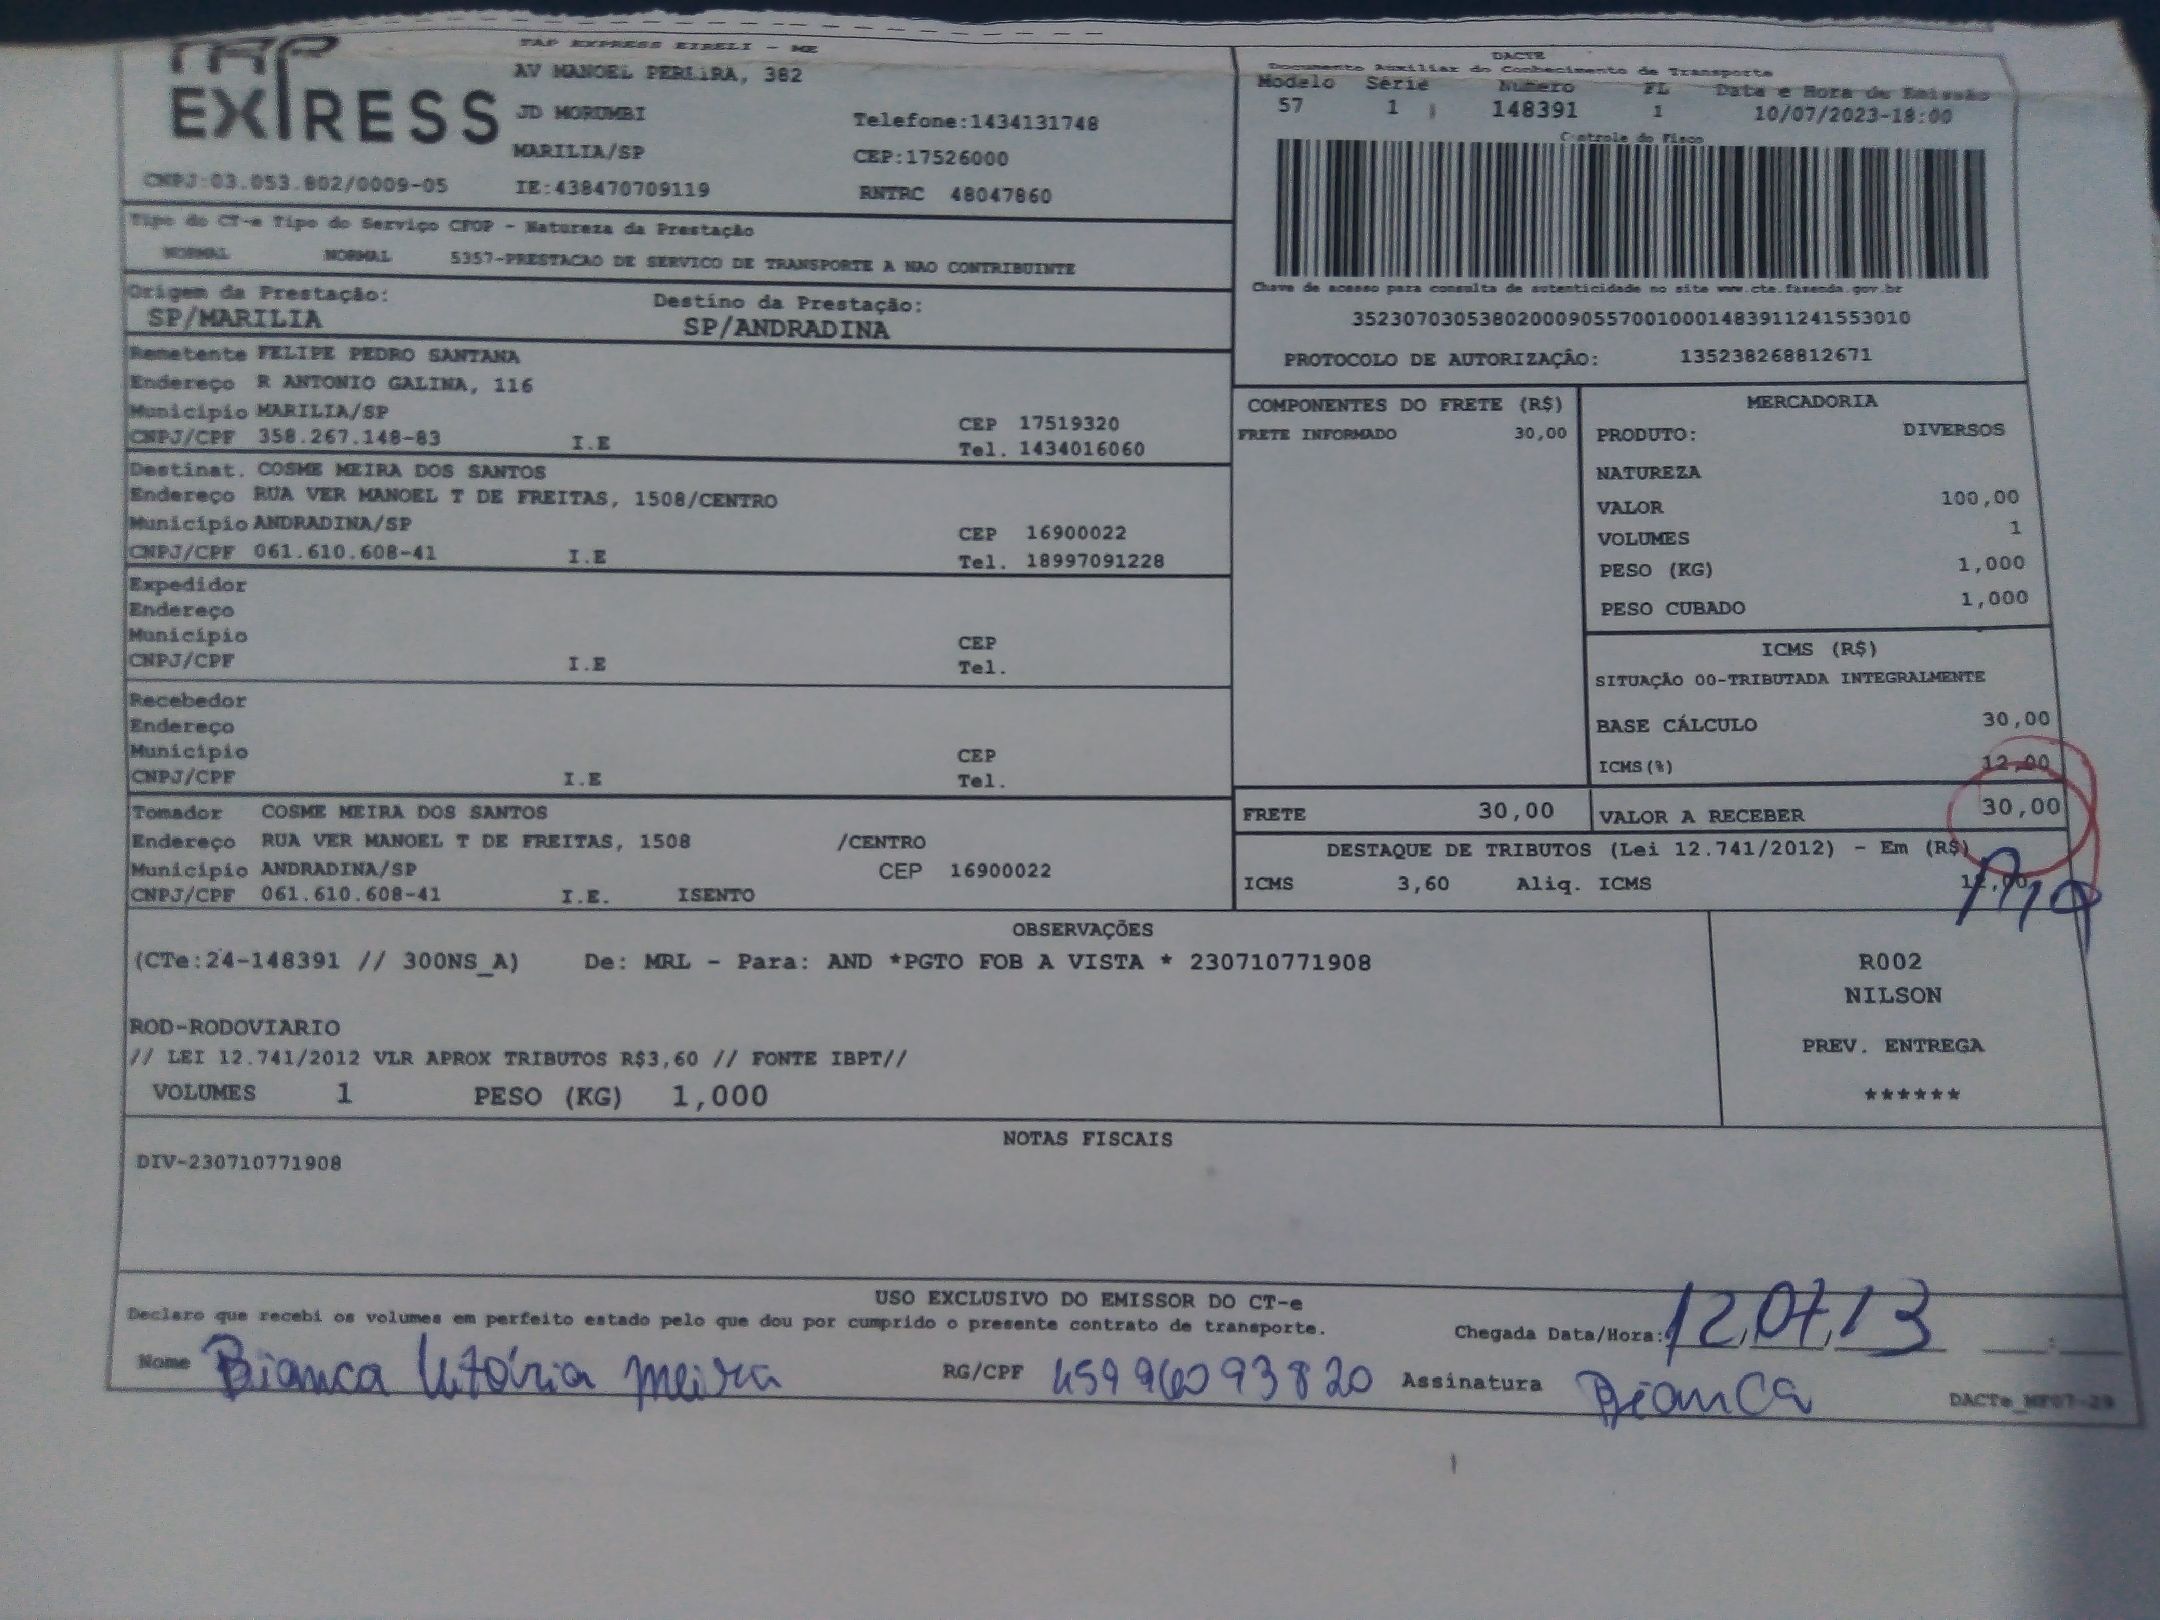 TAP
EXPRESS
TAP EXPRESS EIRELI - ME
AV MANOEL PEREIRA, 382
JD MORUMBI
MARILIA/SP
Telefone:1434131748
CEP:17526000
CNPJ:03.053.802/0009-05 IE:438470709119 RNTRC 48047860
DACTE
Documento Auxiliar do Conhecimento de Transporte
Modelo Série Número FL Data e Hora de Emissão
57 1 148391 1 10/07/2023-18:00
Controle do Fisco
Chave de acesso para consulta de autenticidade no site www.cte.fazenda.gov.br
35230703053802000905570010001483911241553010
PROTOCOLO DE AUTORIZAÇÃO: 135238268812671
Tipo do CT-e Tipo do Serviço CFOP - Natureza da Prestação
NORMAL NORMAL 5357-PRESTACAO DE SERVICO DE TRANSPORTE A NAO CONTRIBUINTE
Origem da Prestação: Destino da Prestação:
SP/MARILIA SP/ANDRADINA
Remetente FELIPE PEDRO SANTANA
Endereço R ANTONIO GALINA, 116
Município MARILIA/SP CEP 17519320
CNPJ/CPF 358.267.148-83 I.E Tel. 1434016060
Destinat. COSME MEIRA DOS SANTOS
Endereço RUA VER MANOEL T DE FREITAS, 1508/CENTRO
Município ANDRADINA/SP CEP 16900022
CNPJ/CPF 061.610.608-41 I.E Tel. 18997091228
Expedidor
Endereço
Município CEP
CNPJ/CPF I.E Tel.
Recebedor
Endereço
Município CEP
CNPJ/CPF I.E Tel.
Tomador COSME MEIRA DOS SANTOS
Endereço RUA VER MANOEL T DE FREITAS, 1508 /CENTRO
Município ANDRADINA/SP CEP 16900022
CNPJ/CPF 061.610.608-41 I.E. ISENTO
COMPONENTES DO FRETE (R$)
FRETE INFORMADO 30,00
MERCADORIA
PRODUTO: DIVERSOS
NATUREZA
VALOR 100,00
VOLUMES 1
PESO (KG) 1,000
PESO CUBADO 1,000
ICMS (R$)
SITUAÇÃO 00-TRIBUTADA INTEGRALMENTE
BASE CÁLCULO 30,00
ICMS(%) 12,00
FRETE 30,00 VALOR A RECEBER 30,00
DESTAQUE DE TRIBUTOS (Lei 12.741/2012) - Em (R$)
ICMS 3,60 Aliq. ICMS 12,00
OBSERVAÇÕES
(CTe:24-148391 // 300NS_A) De: MRL - Para: AND *PGTO FOB A VISTA * 230710771908
ROD-RODOVIARIO
// LEI 12.741/2012 VLR APROX TRIBUTOS R$3,60 // FONTE IBPT//
VOLUMES 1 PESO (KG) 1,000
R002
NILSON
PREV. ENTREGA
******
NOTAS FISCAIS
DIV-230710771908
USO EXCLUSIVO DO EMISSOR DO CT-e
Declaro que recebi os volumes em perfeito estado pelo que dou por cumprido o presente contrato de transporte.
Chegada Data/Hora: 12,07,13
Nome Bianca Vitória Meira RG/CPF 45996093820 Assinatura Bianca